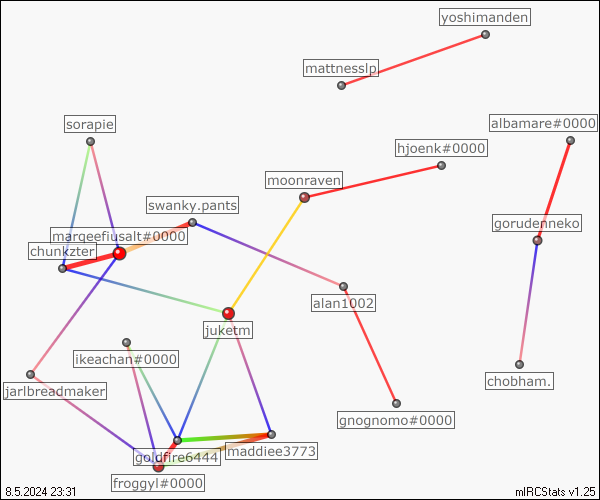 yoshimanden
mattnesslp
sorapie
albamare#0000
hjoenk#0000
moonraven
swanky.pants
gorudenneko
marqeefiusalt#0000
chunkzter
alan1002
juketm
ikeachan#0000
chobham.
jarlbreadmaker
gnognomo#0000
maddiee3773
goldfire6444
froggyl#0000
8.5.2024 23:31
mIRCStats v1.25